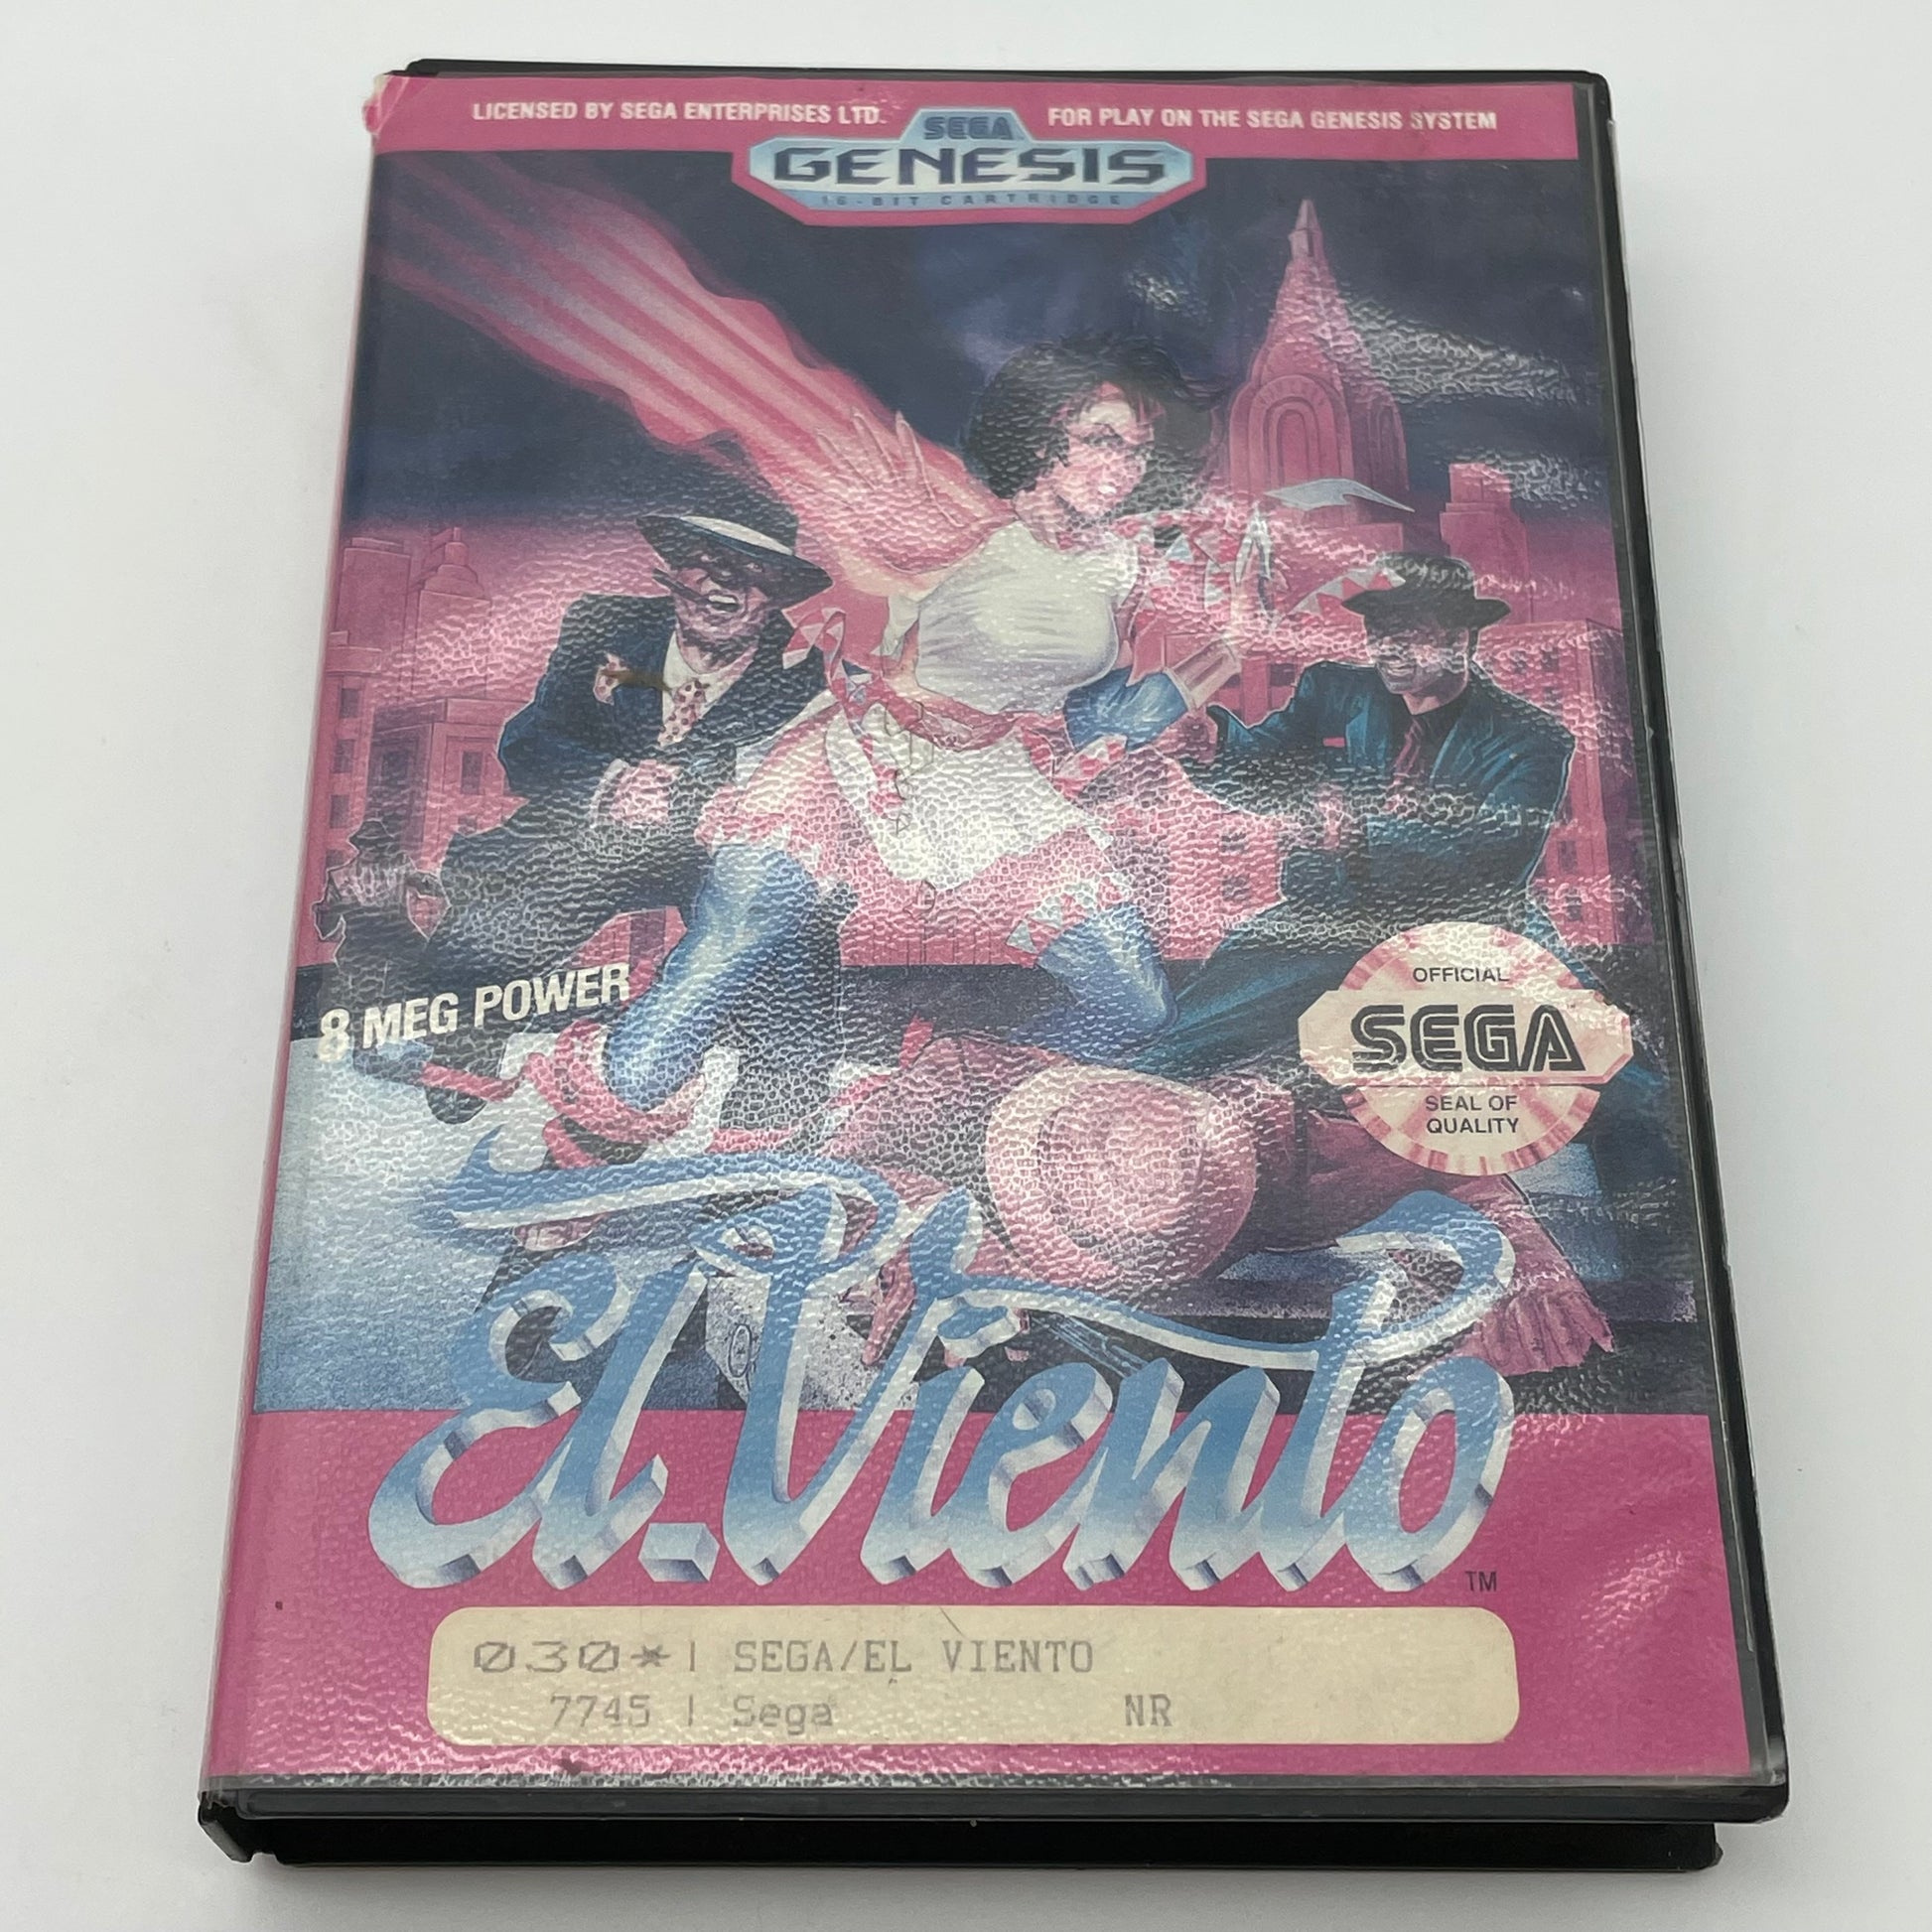 LICENSED BY SEGA ENTERPRISES LTD.
FOR PLAY ON THE SEGA GENESIS SYSTEM
SEGA
GENESIS
16-BIT CARTRIDGE
8 MEG POWER
OFFICIAL
SEGA
SEAL OF
QUALITY
El.Viento
TM
030*| SEGA/EL VIENTO
7745 | Sega NR